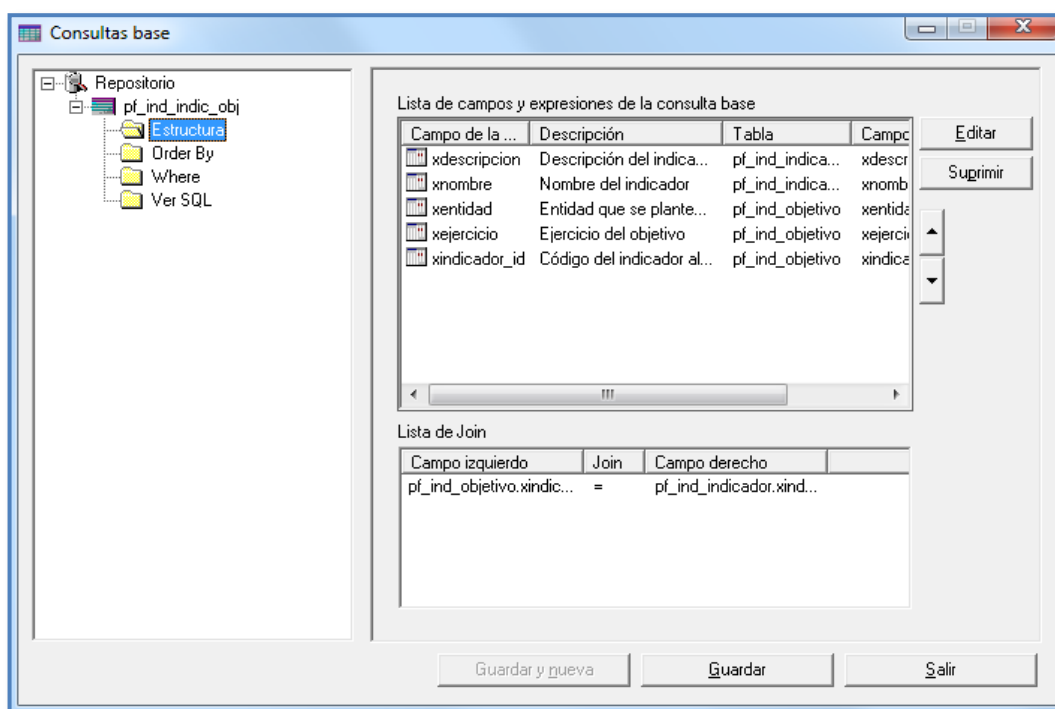 Consultas base
Repositorio
pf_ind_indic_obj
Estructura
Order By
Where
Ver SQL
Lista de campos y expresiones de la consulta base
Campo de la ... Descripción Tabla Campo
xdescripcion Descripción del indica... pf_ind_indica... xdescr
xnombre Nombre del indicador pf_ind_indica... xnomb
xentidad Entidad que se plante... pf_ind_objetivo xentida
xejercicio Ejercicio del objetivo pf_ind_objetivo xejerci
xindicador_id Código del indicador al... pf_ind_objetivo xindica
Editar
Suprimir
Lista de Join
Campo izquierdo Join Campo derecho
pf_ind_objetivo.xindic... = pf_ind_indicador.xind...
Guardar y nueva Guardar Salir